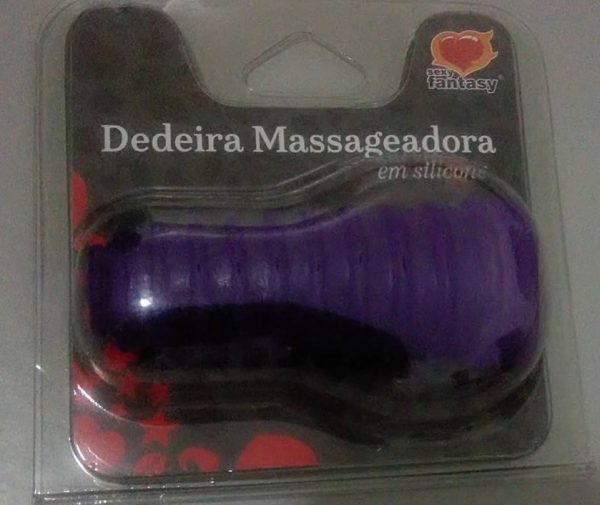 sexy
fantasy®
Dedeira Massageadora
em silicone